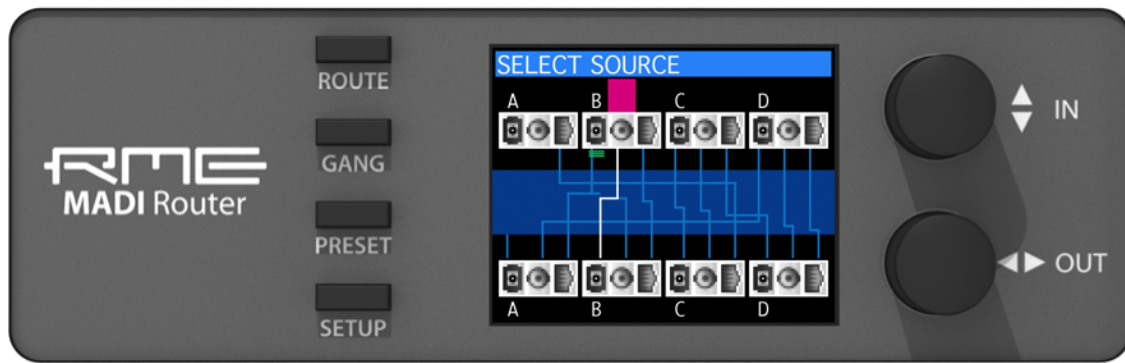 RME
MADI Router
ROUTE
GANG
PRESET
SETUP
SELECT SOURCE
A B C D
A B C D
IN
OUT